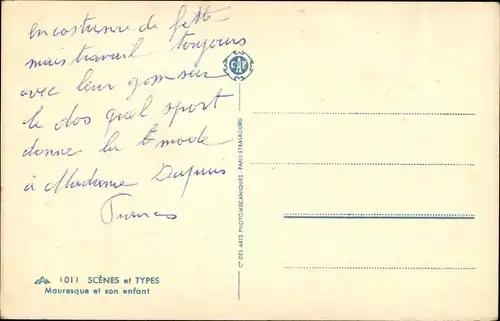 en costume de fête
mais travail toujours
avec leur gosse sur
le dos quel sport
donne la mode
à Madame Dupuis
CAP
Cie DES ARTS PHOTOMÉCANIQUES - PARIS-STRASBOURG
1011 SCÈNES et TYPES
Mauresque et son enfant